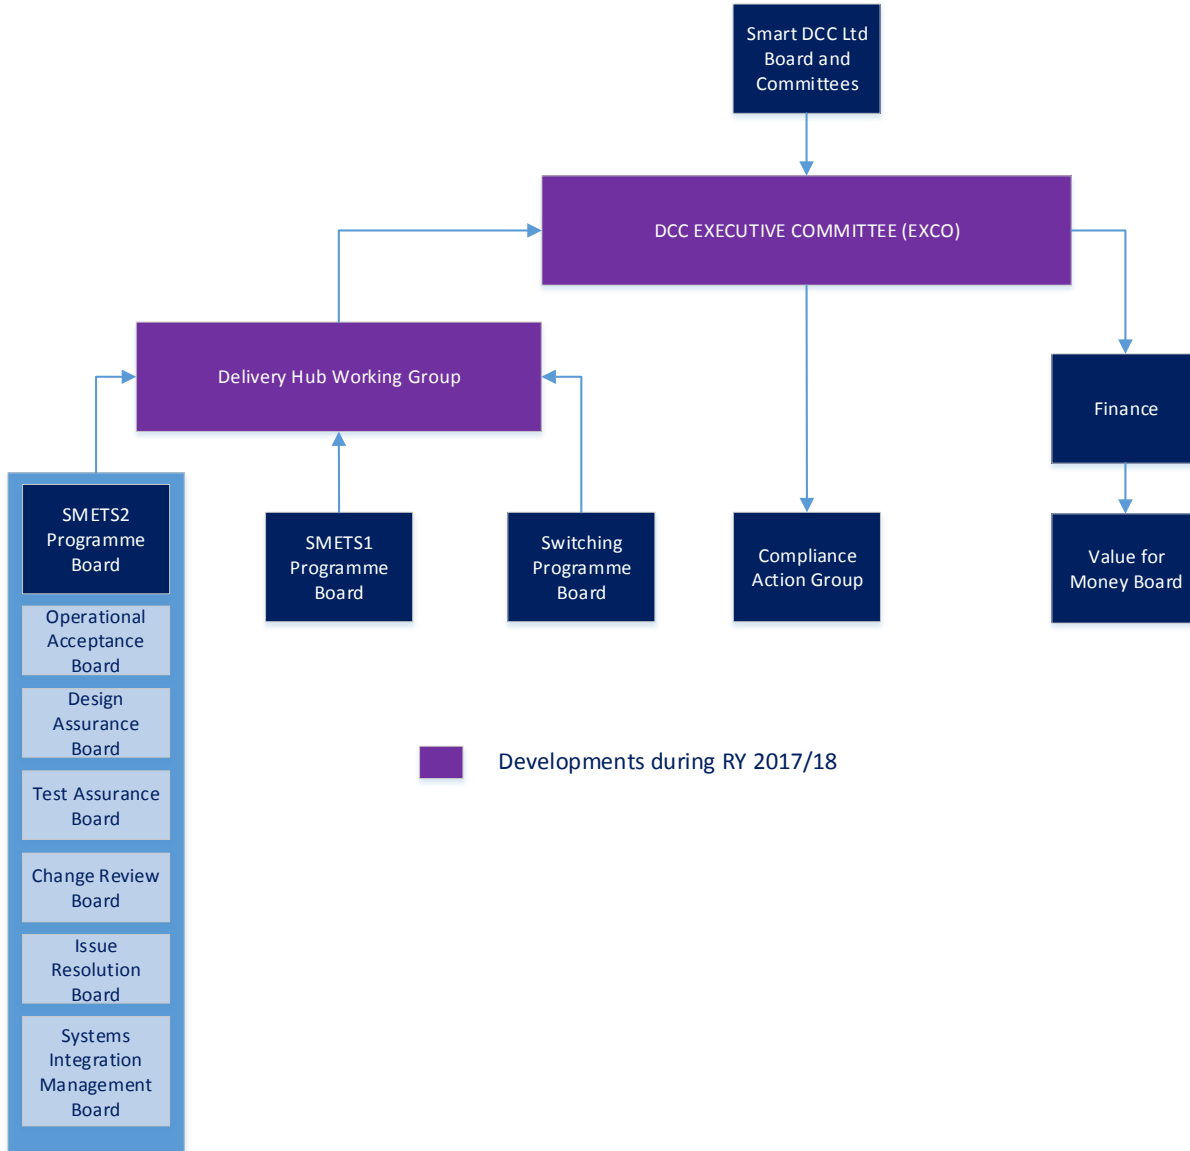 Smart DCC Ltd
Board and
Committees
DCC EXECUTIVE COMMITTEE (EXCO)
Delivery Hub Working Group
Finance
SMETS2
Programme
Board
SMETS1
Programme
Board
Switching
Programme
Board
Compliance
Action Group
Value for
Money Board
Operational
Acceptance
Board
Design
Assurance
Board
Test Assurance
Board
Change Review
Board
Issue
Resolution
Board
Systems
Integration
Management
Board
Developments during RY 2017/18